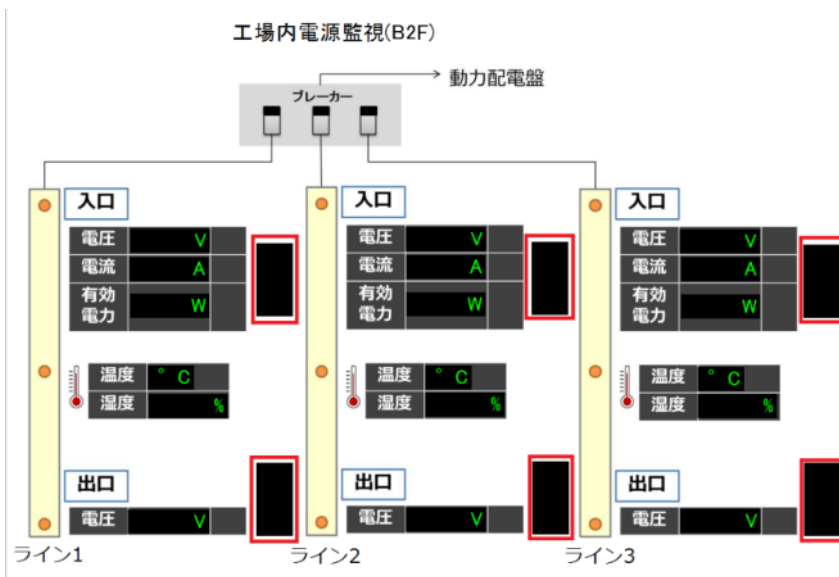 工場内電源監視(B2F)
動力配電盤
ブレーカー
入口
電圧 V
電流 A
有効電力 W
温度 ° C
湿度 %
出口
電圧 V
ライン1
入口
電圧 V
電流 A
有効電力 W
温度 ° C
湿度 %
出口
電圧 V
ライン2
入口
電圧 V
電流 A
有効電力 W
温度 ° C
湿度 %
出口
電圧 V
ライン3